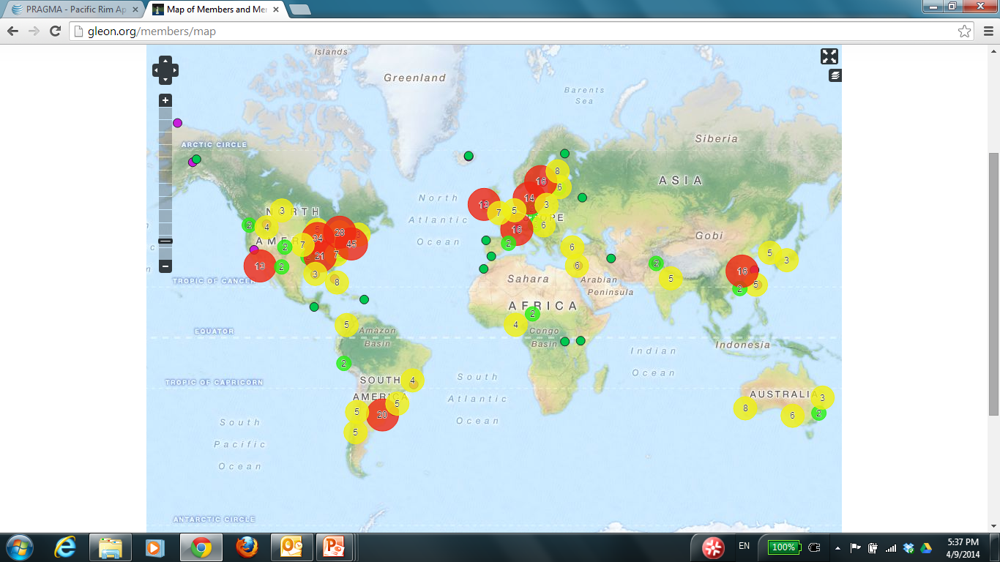 PRAGMA - Pacific Rim Ap
Map of Members and Me
gleon.org/members/map
Islands
Greenland
Barents
Sea
ARCTIC CIRCLE
Siberia
ASIA
North
Atlantic
Ocean
NORTH
AMER
OPE
Gobi
TROPIC OF CANCER
Sahara
Arabian
Peninsula
AFRICA
EQUATOR
Amazon
Basin
Congo
Basin
Indian
Ocean
Indonesia
TROPIC OF CAPRICORN
SOUTH
AMERICA
South
Atlantic
Ocean
AUSTRALIA
South
Pacific
Ocean
ANTARCTIC CIRCLE
8
16
6
14
13
3
7
5
6
16
2
3
2
4
34
28
45
7
2
21
7
13
2
3
8
6
6
2
5
5
3
16
5
2
5
2
4
2
4
5
5
20
5
3
8
6
2
EN
100%
5:37 PM
4/9/2014